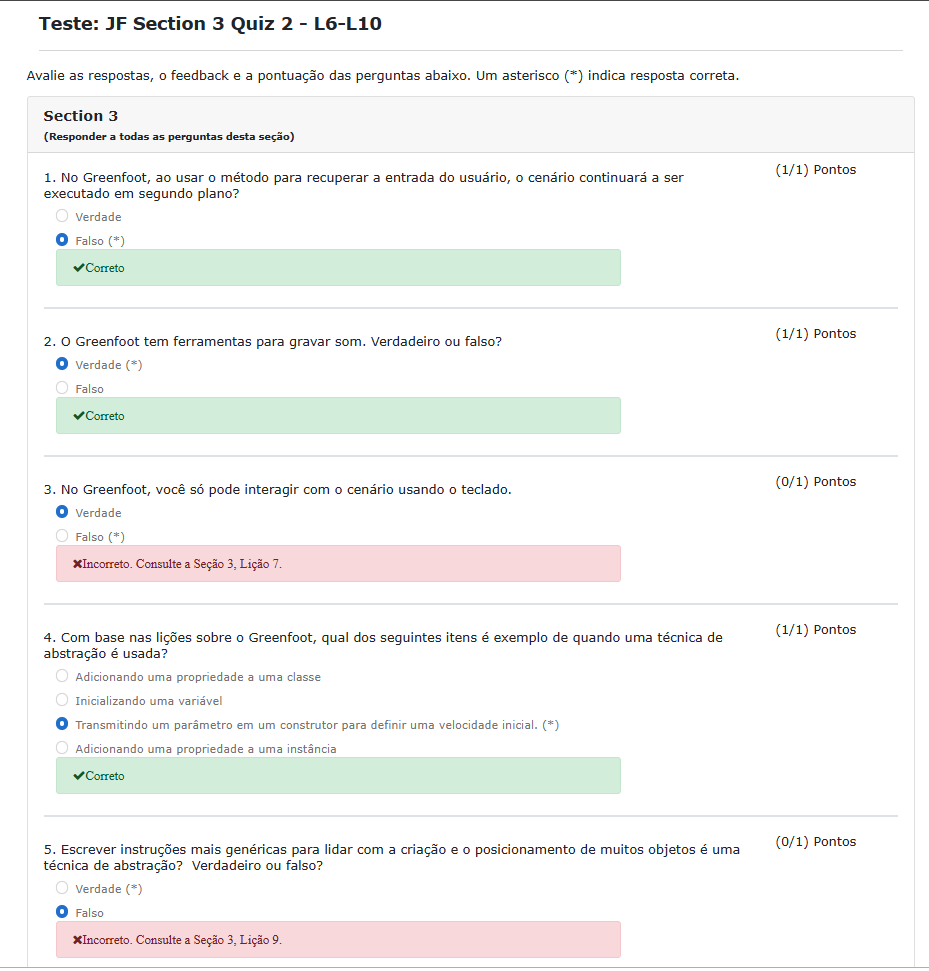 Teste: JF Section 3 Quiz 2 - L6-L10
Avalie as respostas, o feedback e a pontuação das perguntas abaixo. Um asterisco (*) indica resposta correta.
Section 3
(Responder a todas as perguntas desta seção)
(1/1) Pontos
1. No Greenfoot, ao usar o método para recuperar a entrada do usuário, o cenário continuará a ser
executado em segundo plano?
Verdade
Falso (*)
✔Correto
(1/1) Pontos
2. O Greenfoot tem ferramentas para gravar som. Verdadeiro ou falso?
Verdade (*)
Falso
✔Correto
(0/1) Pontos
3. No Greenfoot, você só pode interagir com o cenário usando o teclado.
Verdade
Falso (*)
✖Incorreto. Consulte a Seção 3, Lição 7.
(1/1) Pontos
4. Com base nas lições sobre o Greenfoot, qual dos seguintes itens é exemplo de quando uma técnica de
abstração é usada?
Adicionando uma propriedade a uma classe
Inicializando uma variável
Transmitindo um parâmetro em um construtor para definir uma velocidade inicial. (*)
Adicionando uma propriedade a uma instância
✔Correto
(0/1) Pontos
5. Escrever instruções mais genéricas para lidar com a criação e o posicionamento de muitos objetos é uma
técnica de abstração?  Verdadeiro ou falso?
Verdade (*)
Falso
✖Incorreto. Consulte a Seção 3, Lição 9.